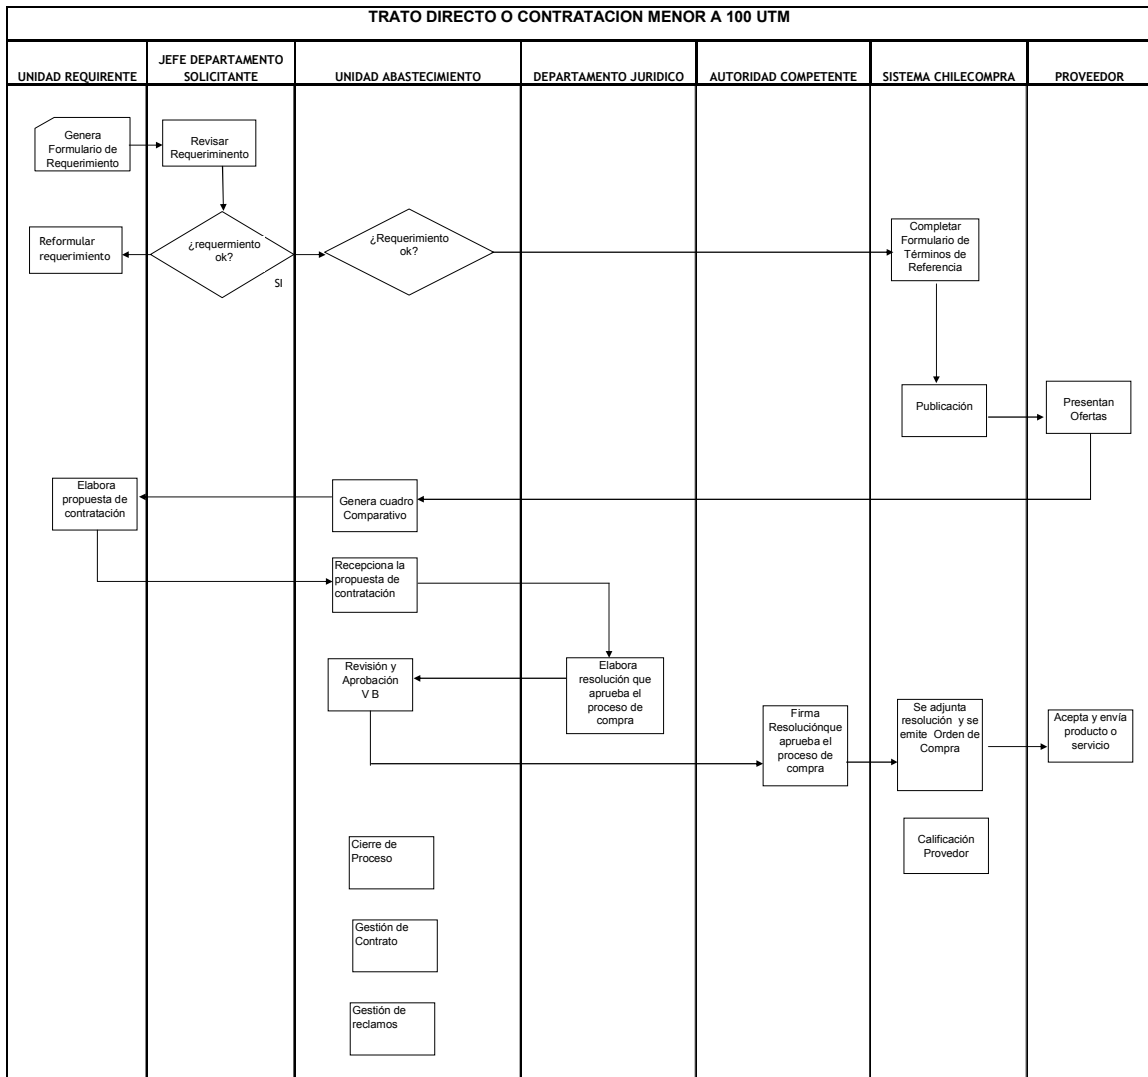 TRATO DIRECTO O CONTRATACION MENOR A 100 UTM
UNIDAD REQUIRENTE
JEFE DEPARTAMENTO
SOLICITANTE
UNIDAD ABASTECIMIENTO
DEPARTAMENTO JURIDICO
AUTORIDAD COMPETENTE
SISTEMA CHILECOMPRA
PROVEEDOR
Genera
Formulario de
Requerimiento
Revisar
Requeriminento
Reformular
requerimiento
¿requermiento
ok?
SI
¿Requerimiento
ok?
Completar
Formulario de
Términos de
Referencia
Publicación
Presentan
Ofertas
Elabora
propuesta de
contratación
Genera cuadro
Comparativo
Recepciona la
propuesta de
contratación
Revisión y
Aprobación
V B
Elabora
resolución que
aprueba el
proceso de
compra
Firma
Resoluciónque
aprueba el
proceso de
compra
Se adjunta
resolución y se
emite Orden de
Compra
Acepta y envía
producto o
servicio
Cierre de
Proceso
Calificación
Provedor
Gestión de
Contrato
Gestión de
reclamos